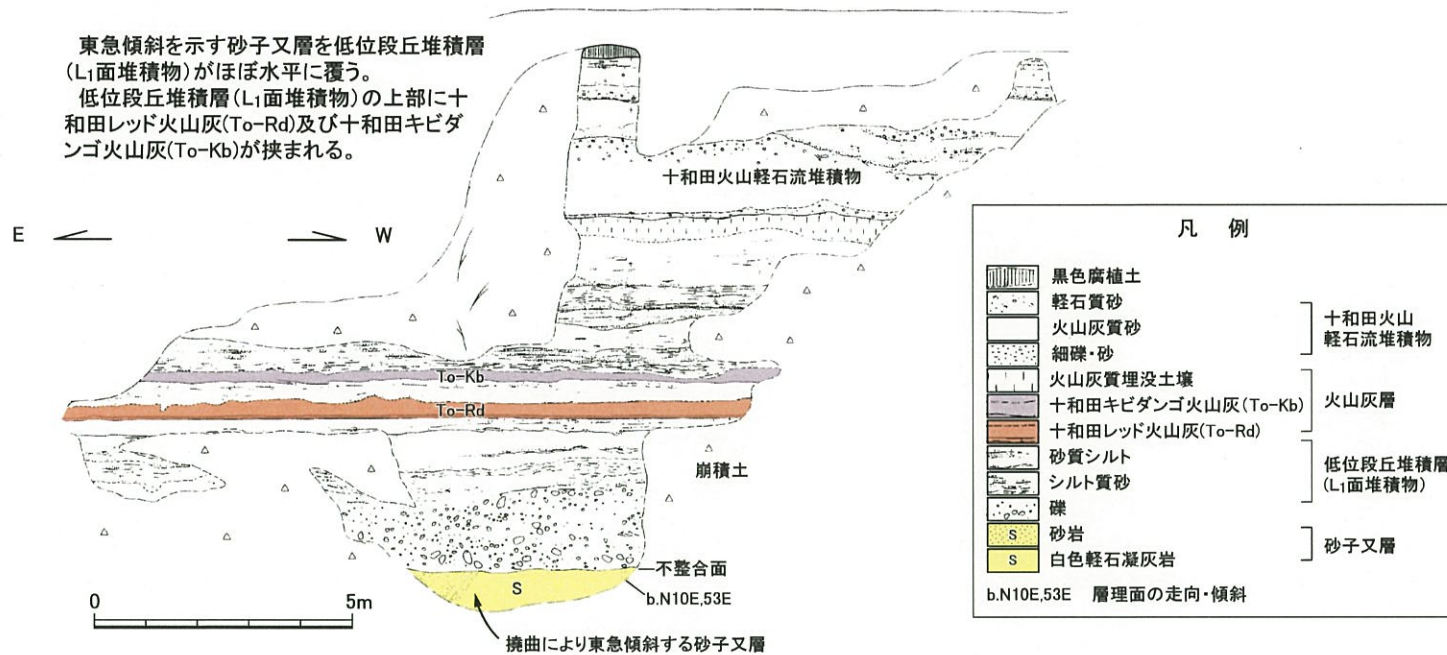 東急傾斜を示す砂子又層を低位段丘堆積層
(L₁面堆積物)がほぼ水平に覆う。
低位段丘堆積層(L₁面堆積物)の上部に十
和田レッド火山灰(To-Rd)及び十和田キビダ
ンゴ火山灰(To-Kb)が挟まれる。
E
W
十和田火山軽石流堆積物
To-Kb
To-Rd
崩積土
不整合面
S
b.N10E,53E
0
5m
撓曲により東急傾斜する砂子又層
凡 例
黒色腐植土
軽石質砂
火山灰質砂
細礫・砂
十和田火山
軽石流堆積物
火山灰質埋没土壌
十和田キビダンゴ火山灰(To-Kb)
十和田レッド火山灰(To-Rd)
火山灰層
砂質シルト
シルト質砂
礫
低位段丘堆積層
(L₁面堆積物)
S 砂岩
S 白色軽石凝灰岩
砂子又層
b.N10E,53E 層理面の走向・傾斜